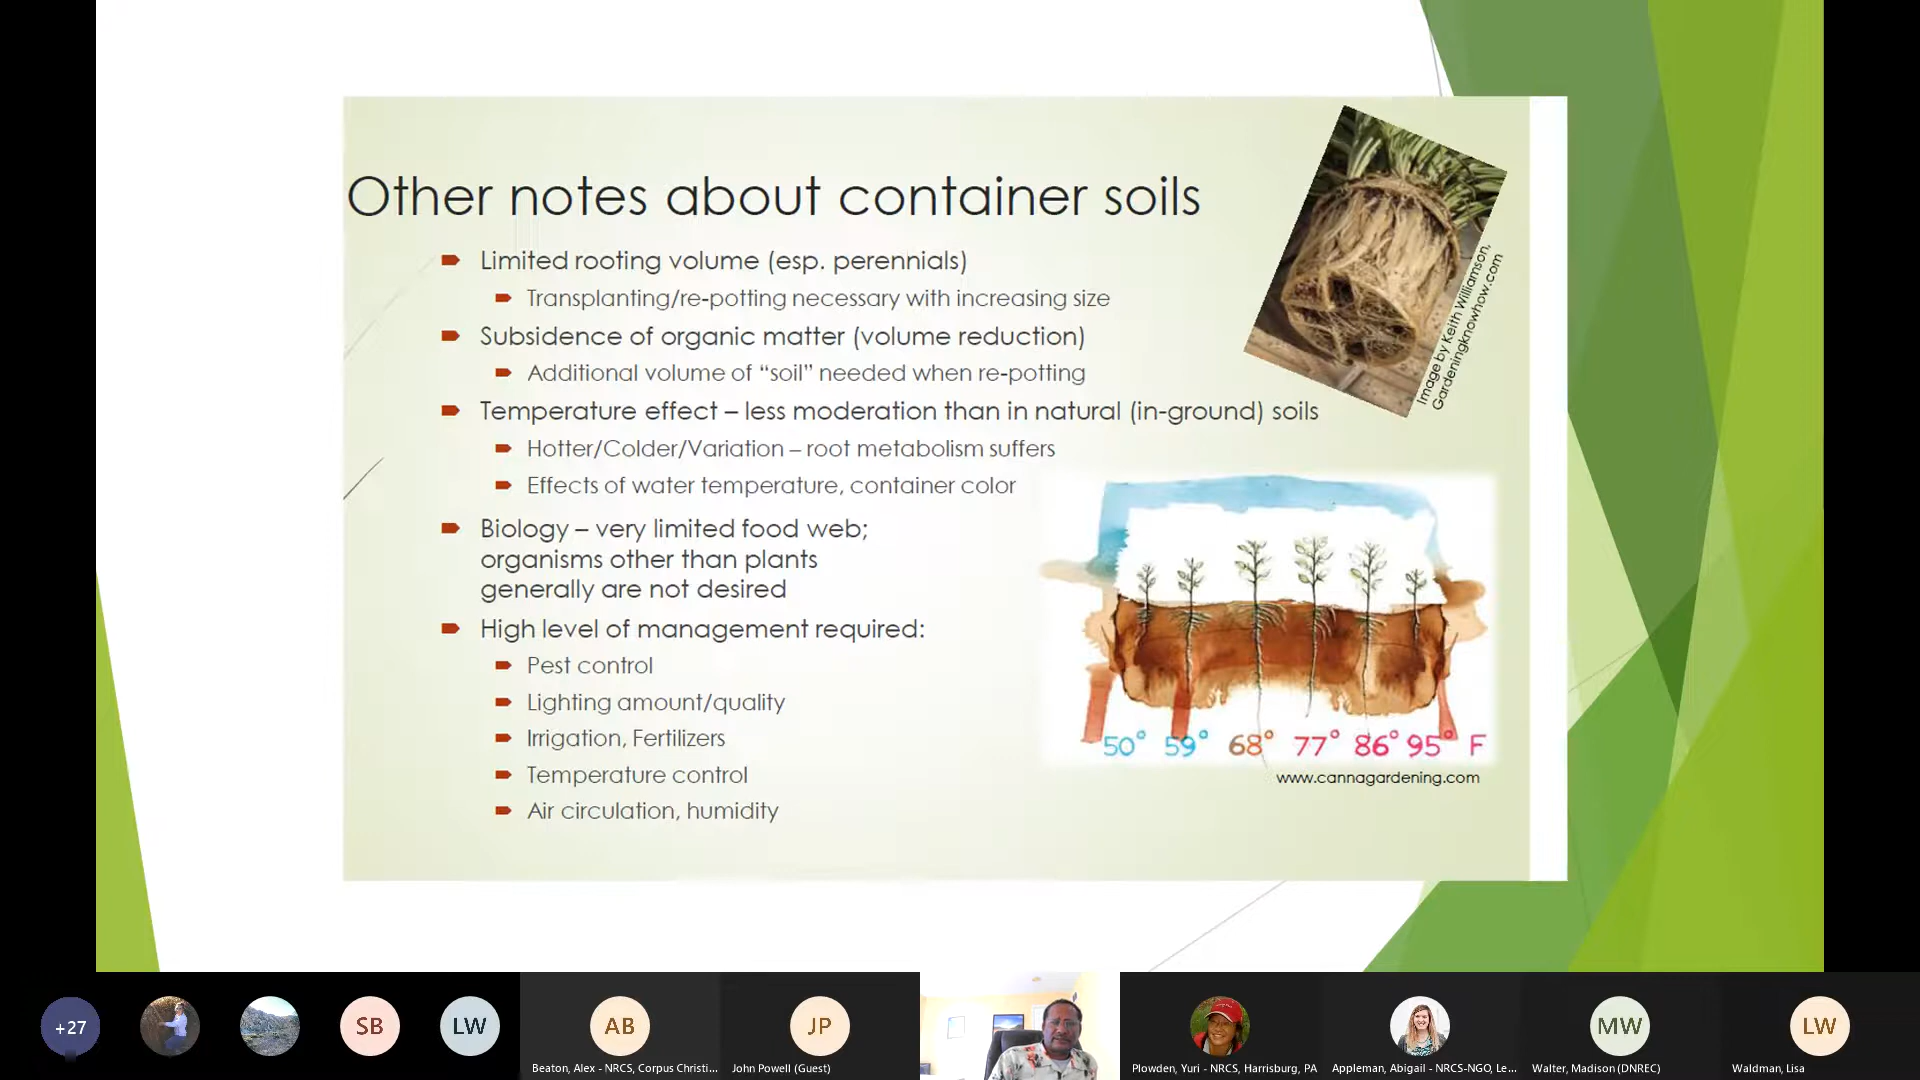 Other notes about container soils
Limited rooting volume (esp. perennials)
Transplanting/re-potting necessary with increasing size
Subsidence of organic matter (volume reduction)
Additional volume of “soil” needed when re-potting
Temperature effect – less moderation than in natural (in-ground) soils
Hotter/Colder/Variation – root metabolism suffers
Effects of water temperature, container color
Biology – very limited food web;
organisms other than plants
generally are not desired
High level of management required:
Pest control
Lighting amount/quality
Irrigation, Fertilizers
Temperature control
Air circulation, humidity
Image by Keith Williamson,
Gardeningknowhow.com
50° 59° 68° 77° 86° 95° F
www.cannagardening.com
+27
SB
LW
AB
JP
MW
LW
Beaton, Alex - NRCS, Corpus Christi...
John Powell (Guest)
Plowden, Yuri - NRCS, Harrisburg, PA
Appleman, Abigail - NRCS-NGO, Le...
Walter, Madison (DNREC)
Waldman, Lisa